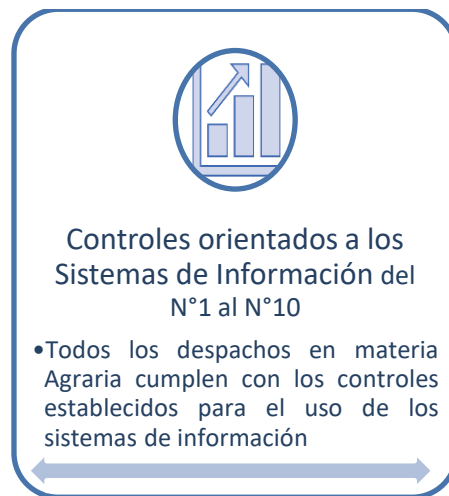 Controles orientados a los
Sistemas de Información del
N°1 al N°10
•Todos los despachos en materia
Agraria cumplen con los controles
establecidos para el uso de los
sistemas de información